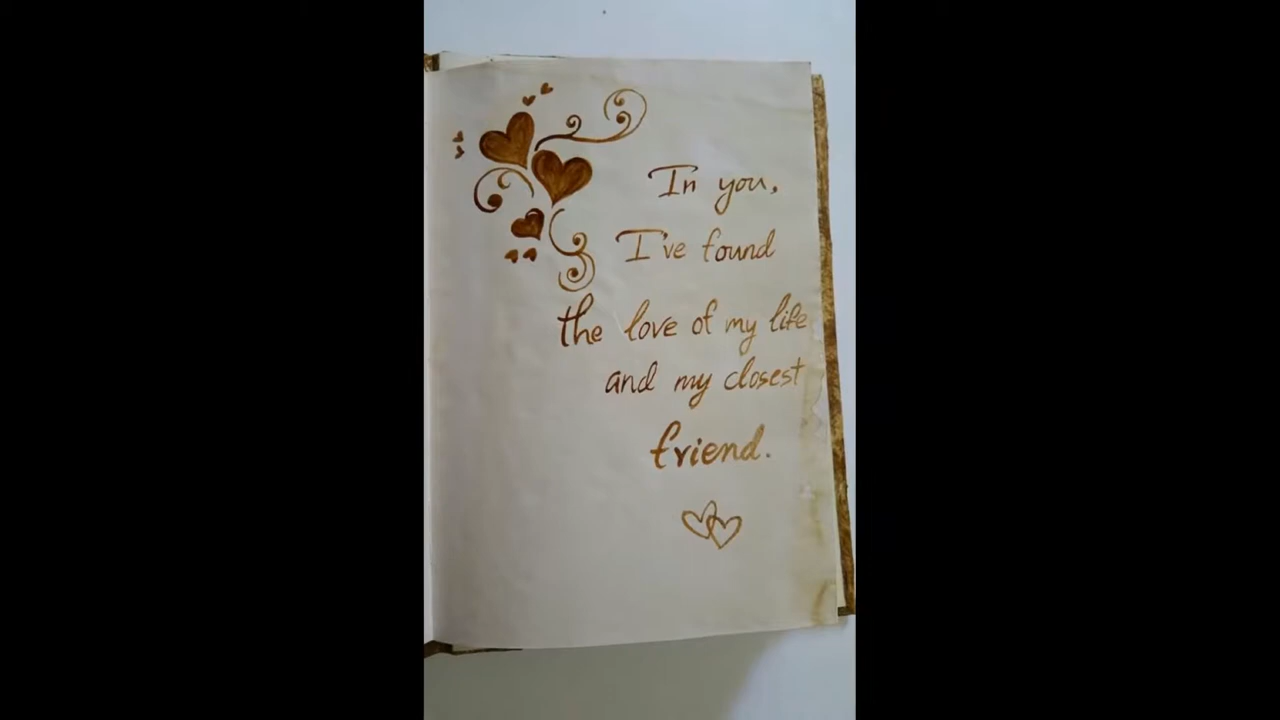 In you,
I've found
the love of my life
and my closest
friend.